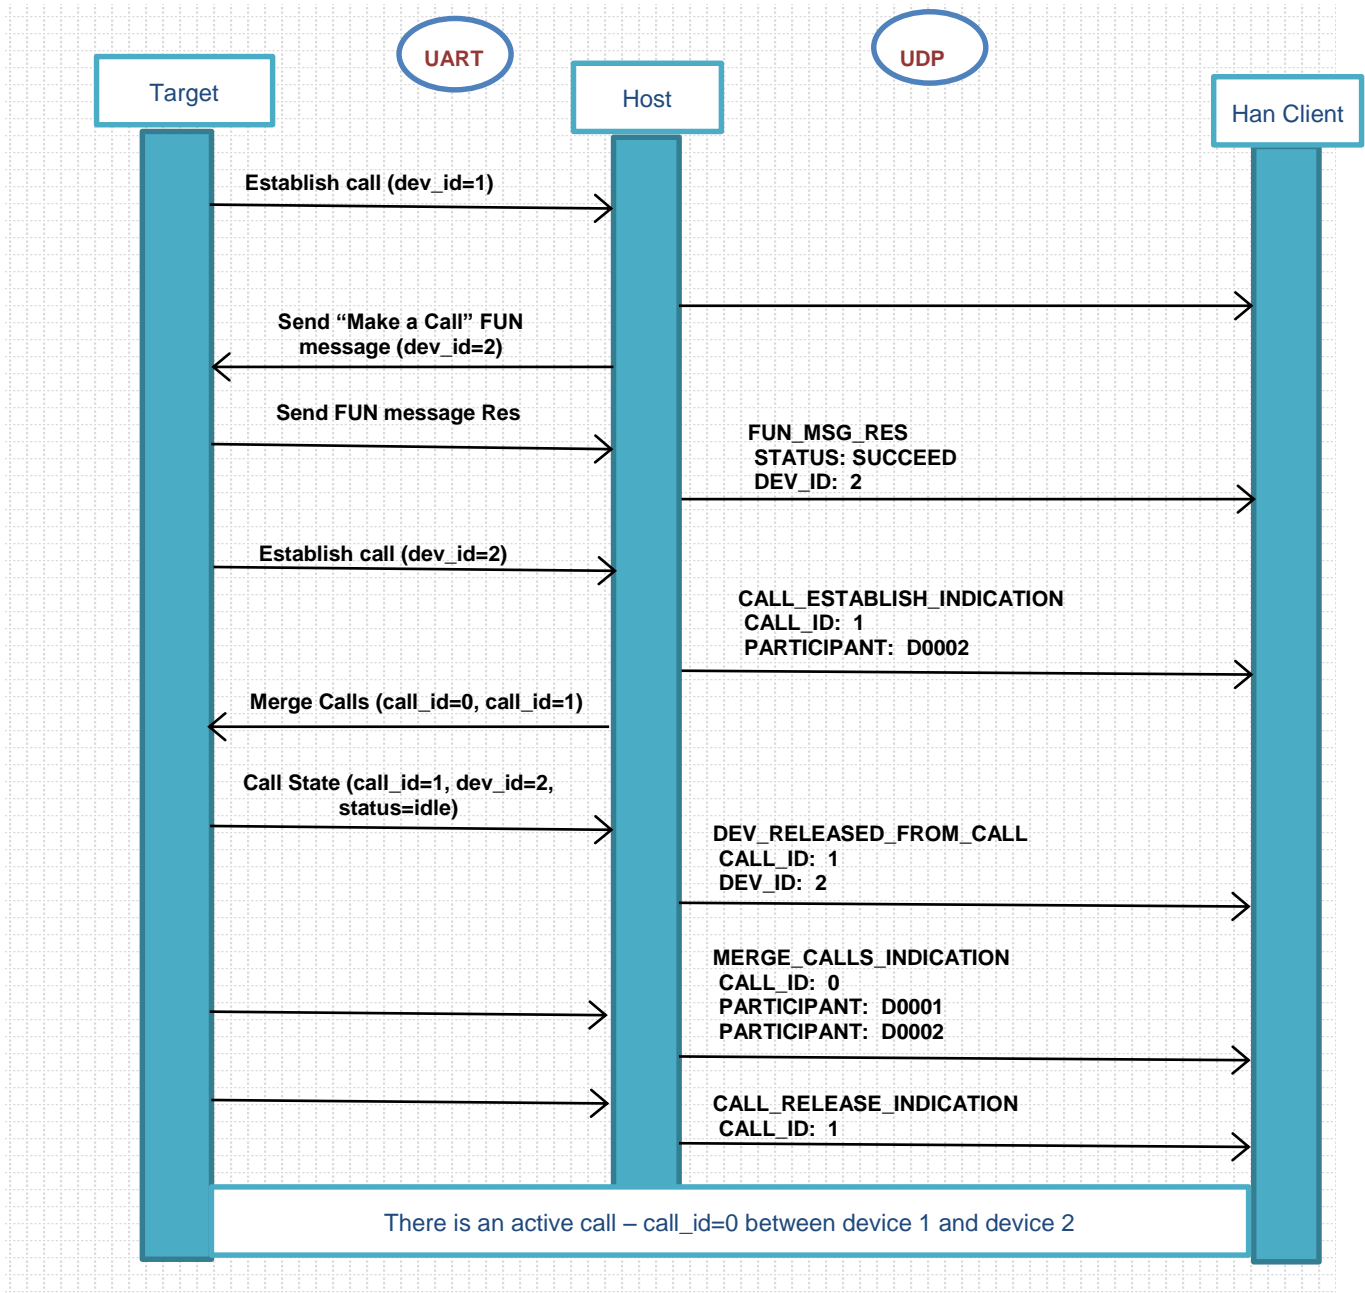 UART
UDP
Target
Host
Han Client
Establish call (dev_id=1)
Send “Make a Call” FUN
message (dev_id=2)
Send FUN message Res
FUN_MSG_RES
STATUS: SUCCEED
DEV_ID: 2
Establish call (dev_id=2)
CALL_ESTABLISH_INDICATION
CALL_ID: 1
PARTICIPANT: D0002
Merge Calls (call_id=0, call_id=1)
Call State (call_id=1, dev_id=2,
status=idle)
DEV_RELEASED_FROM_CALL
CALL_ID: 1
DEV_ID: 2
MERGE_CALLS_INDICATION
CALL_ID: 0
PARTICIPANT: D0001
PARTICIPANT: D0002
CALL_RELEASE_INDICATION
CALL_ID: 1
There is an active call – call_id=0 between device 1 and device 2